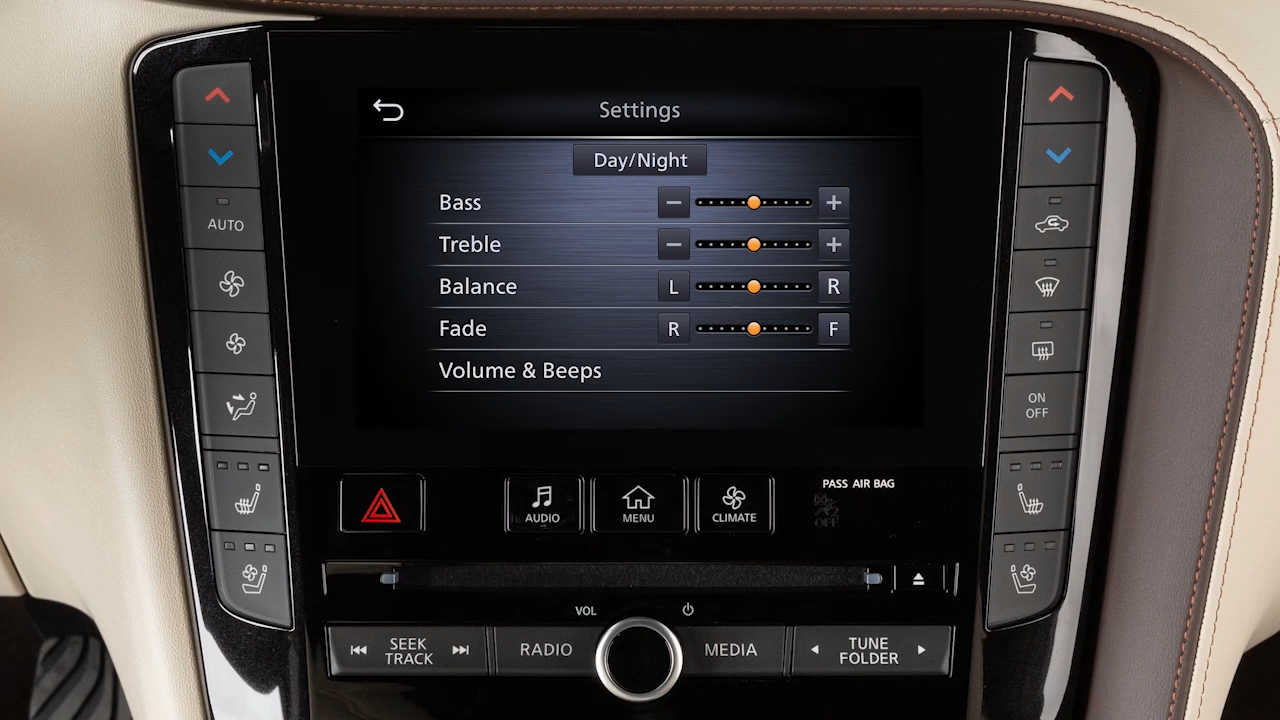 Settings
Day/Night
Bass - +
Treble - +
Balance L R
Fade R F
Volume & Beeps
AUTO
ON
OFF
PASS AIR BAG
OFF
AUDIO
MENU
CLIMATE
VOL
SEEK
TRACK
RADIO
MEDIA
TUNE
FOLDER